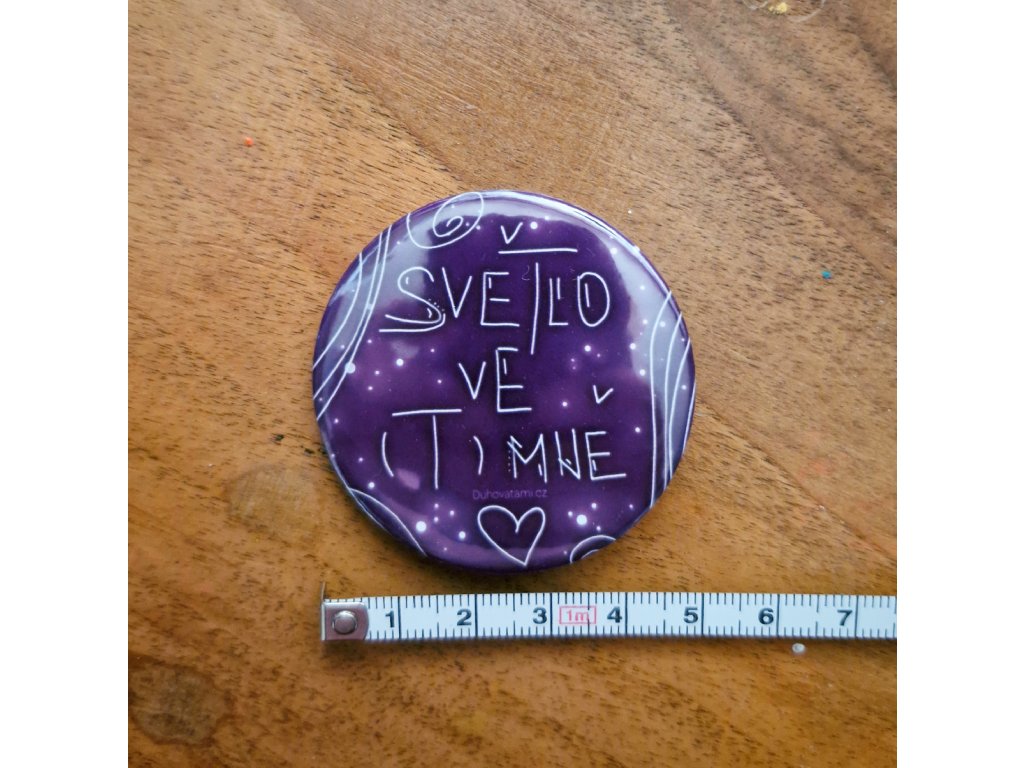 SVĚTLO
VE
(T)MNĚ
Duhovatami.cz
1 2 3 1m 4 5 6 7